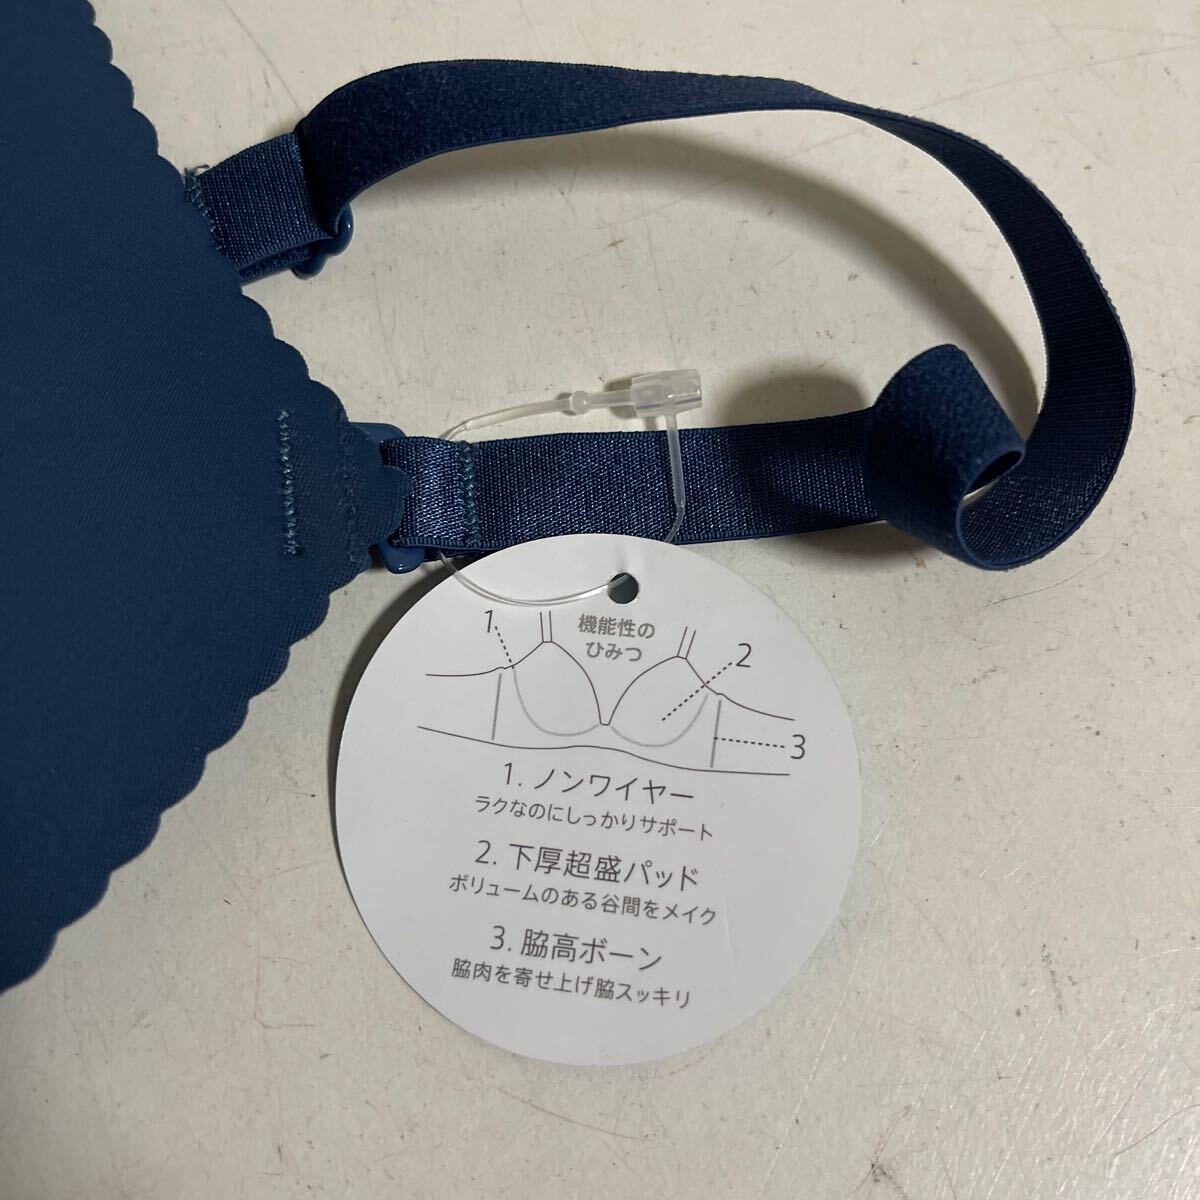 機能性の
ひみつ
1
2
3
1. ノンワイヤー
ラクなのにしっかりサポート
2. 下厚超盛パッド
ボリュームのある谷間をメイク
3. 脇高ボーン
脇肉を寄せ上げ脇スッキリ